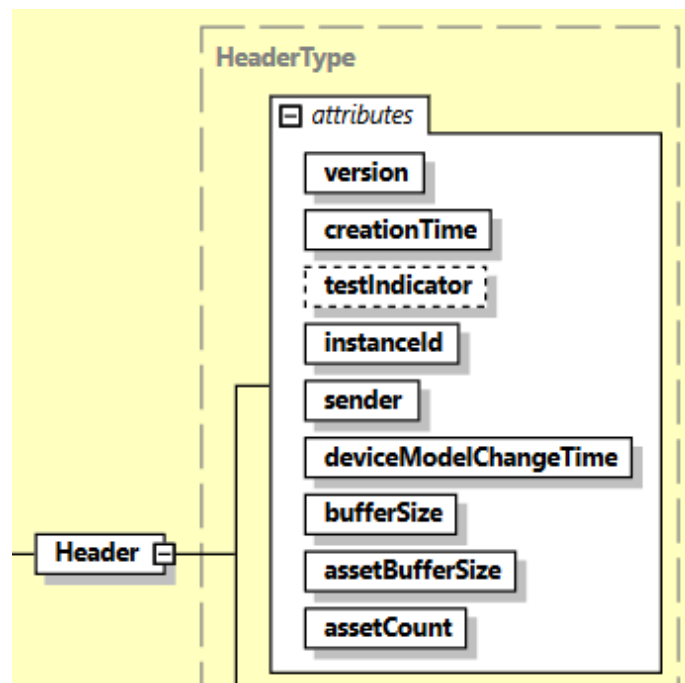 HeaderType
attributes
version
creationTime
testIndicator
instanceId
sender
deviceModelChangeTime
bufferSize
Header
assetBufferSize
assetCount